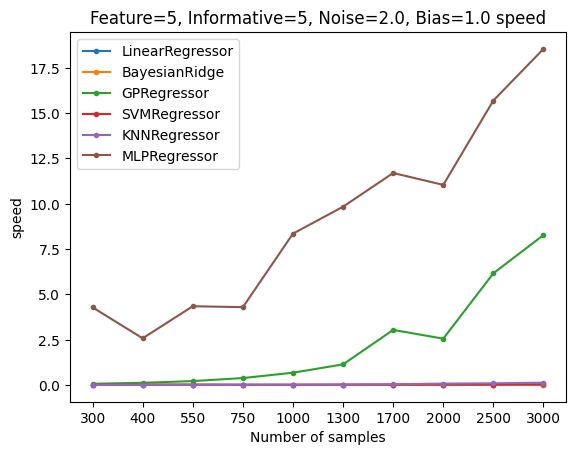 Feature=5, Informative=5, Noise=2.0, Bias=1.0 speed
LinearRegressor
BayesianRidge
GPRegressor
SVMRegressor
KNNRegressor
MLPRegressor
speed
17.5
15.0
12.5
10.0
7.5
5.0
2.5
0.0
300 400 550 750 1000 1300 1700 2000 2500 3000
Number of samples